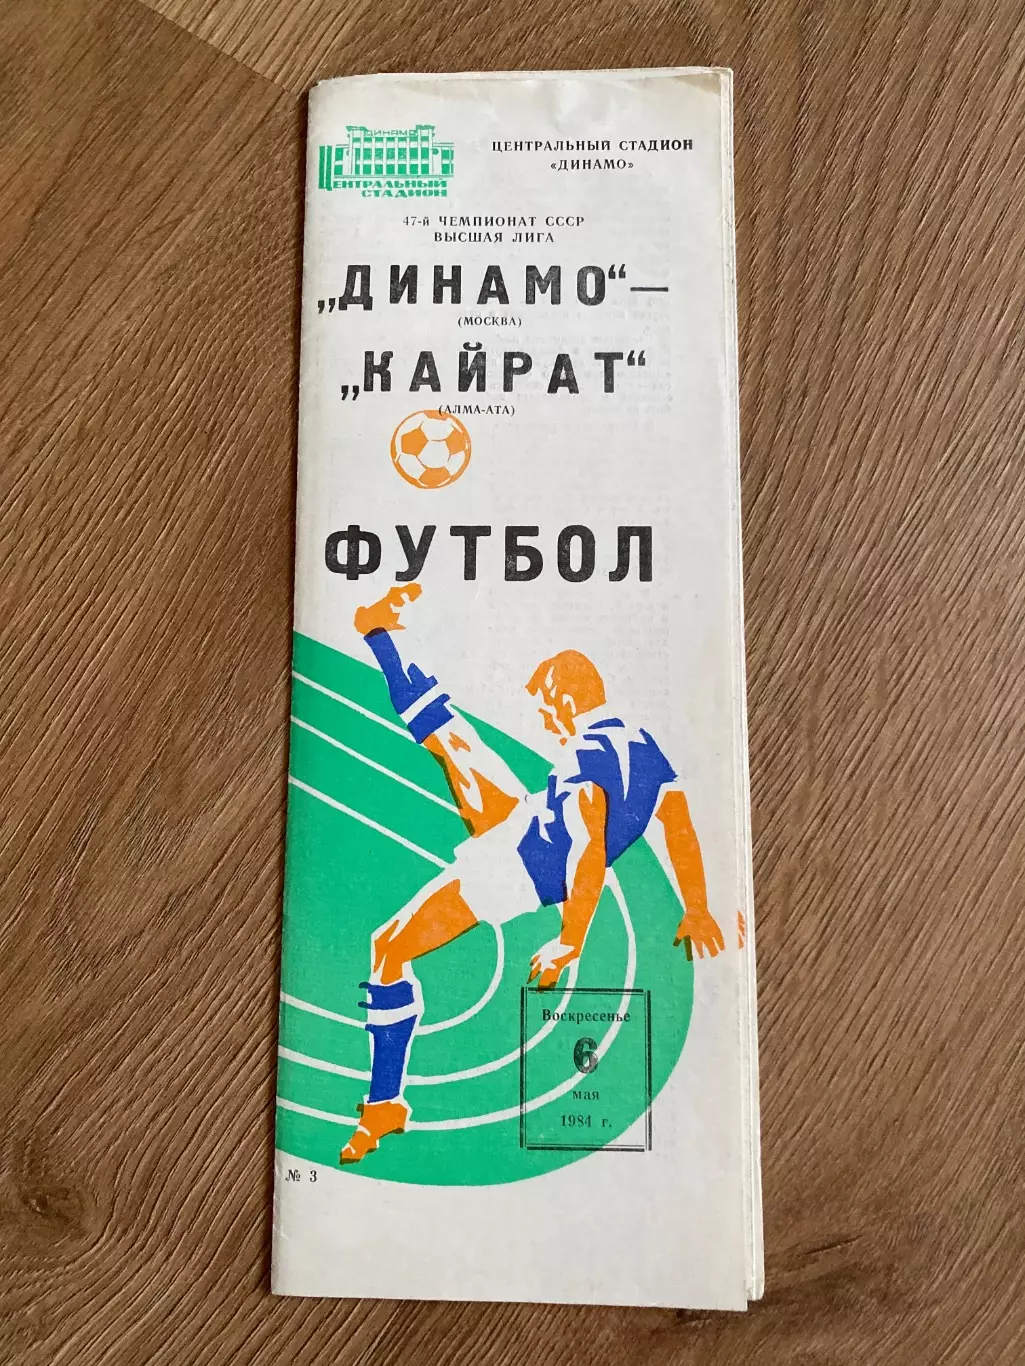 ДИНАМО
ЦЕНТРАЛЬНЫЙ
СТАДИОН
ЦЕНТРАЛЬНЫЙ СТАДИОН
«ДИНАМО»
47-й ЧЕМПИОНАТ СССР
ВЫСШАЯ ЛИГА
„ДИНАМО“—
(МОСКВА)
„КАЙРАТ“
(АЛМА-АТА)
ФУТБОЛ
Воскресенье
6
мая
1984 г.
№ 3